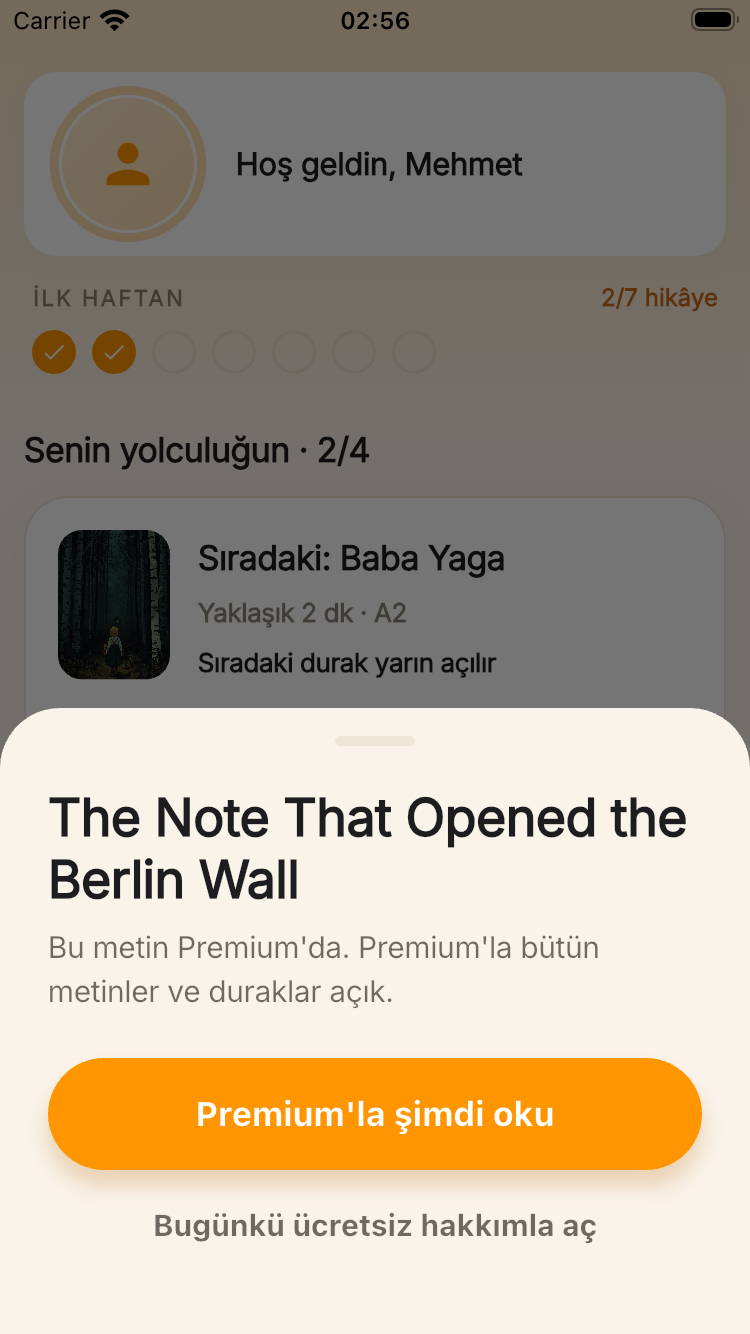 Carrier 02:56
Hoş geldin, Mehmet
İLK HAFTAN 2/7 hikâye
Senin yolculuğun · 2/4
Sıradaki: Baba Yaga
Yaklaşık 2 dk · A2
Sıradaki durak yarın açılır
The Note That Opened the
Berlin Wall
Bu metin Premium'da. Premium'la bütün
metinler ve duraklar açık.
Premium'la şimdi oku
Bugünkü ücretsiz hakkımla aç